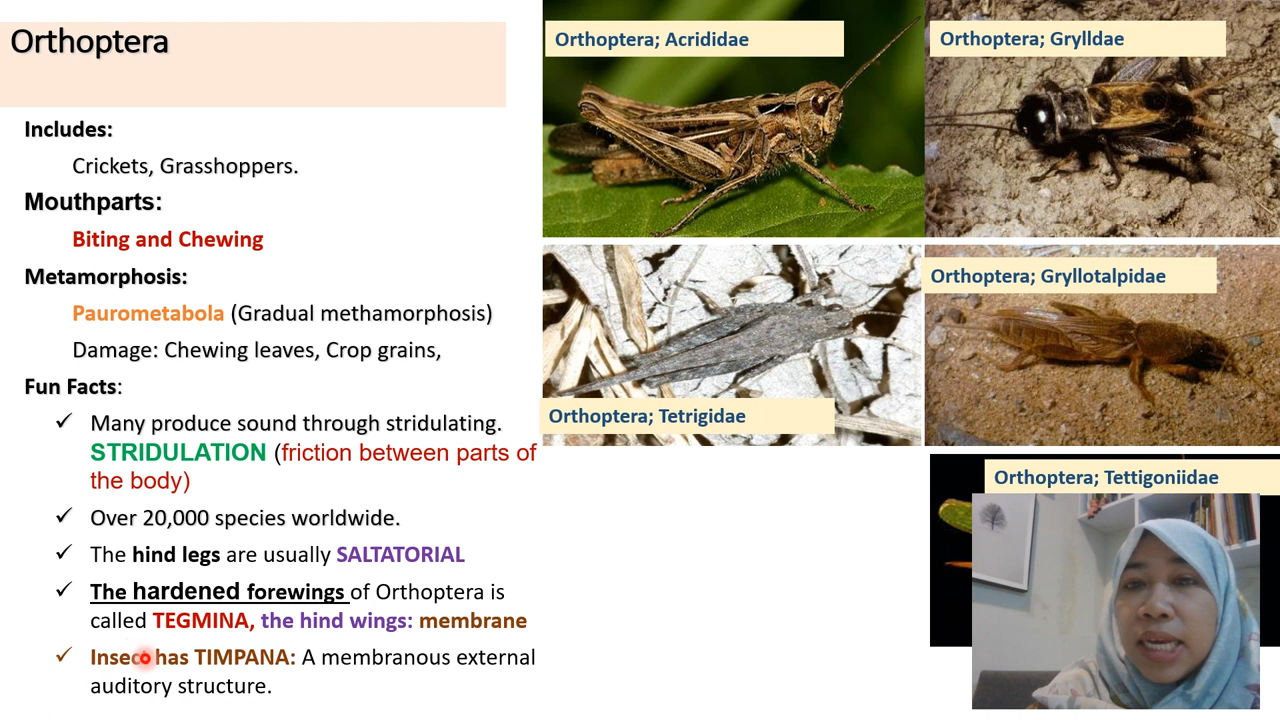 Orthoptera
Includes:
Crickets, Grasshoppers.
Mouthparts:
Biting and Chewing
Metamorphosis:
Paurometabola (Gradual methamorphosis)
Damage: Chewing leaves, Crop grains,
Fun Facts:
Many produce sound through stridulating.
STRIDULATION (friction between parts of
the body)
Over 20,000 species worldwide.
The hind legs are usually SALTATORIAL
The hardened forewings of Orthoptera is
called TEGMINA, the hind wings: membrane
Insect has TIMPANA: A membranous external
auditory structure.
Orthoptera; Acrididae
Orthoptera; Grylldae
Orthoptera; Tetrigidae
Orthoptera; Gryllotalpidae
Orthoptera; Tettigoniidae